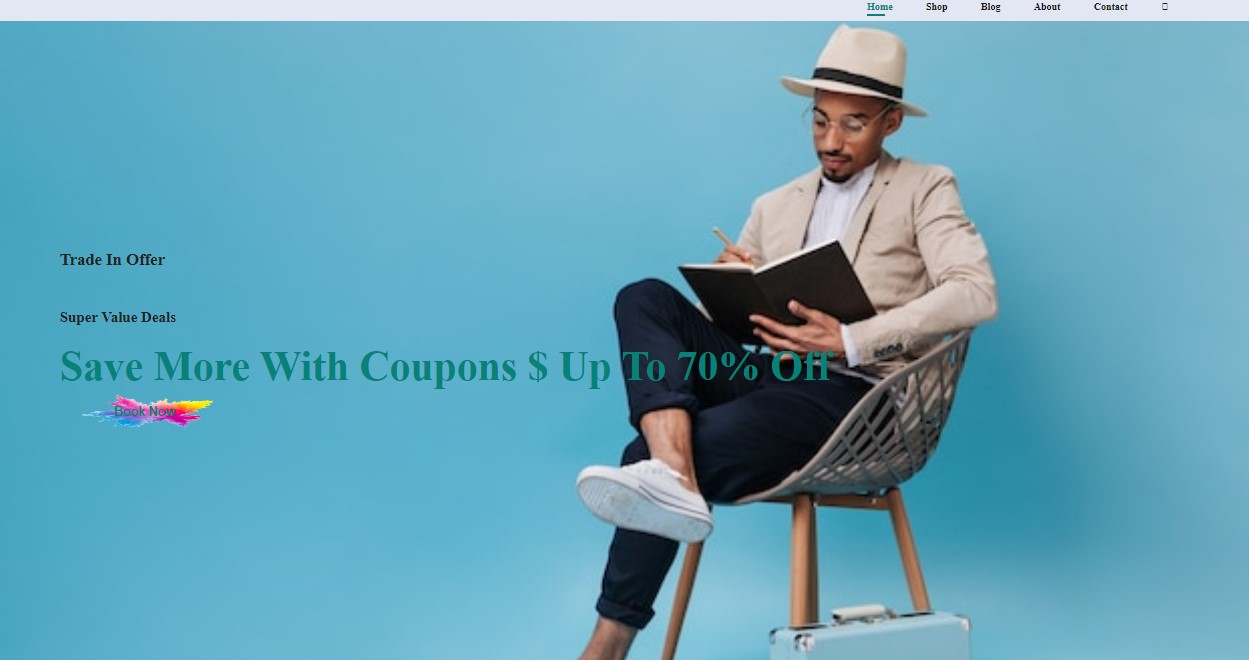 Home Shop Blog About Contact
Trade In Offer
Super Value Deals
Save More With Coupons $ Up To 70% Off
Book Now